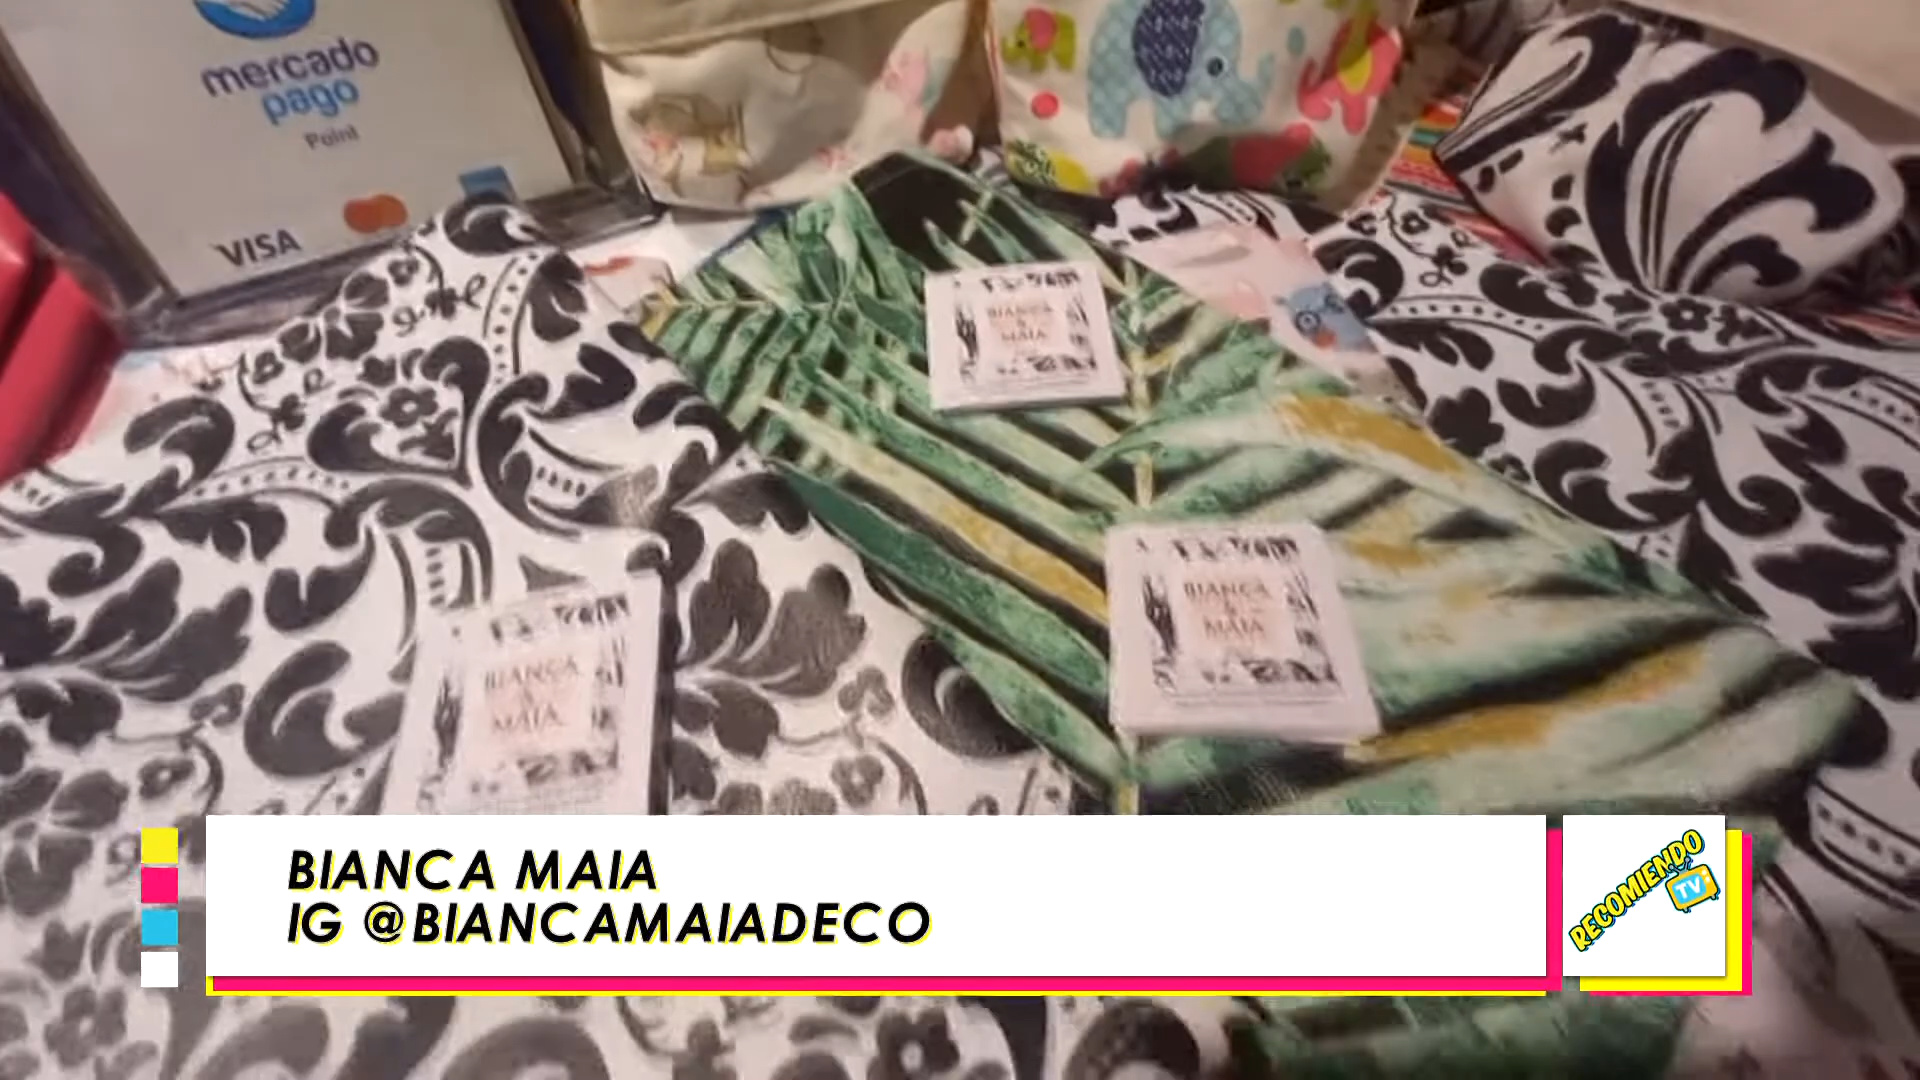 mercado
pago
Point
VISA
BIANCA
&
MAIA
BIANCA
&
MAIA
BIANCA
&
MAIA
BIANCA MAIA
IG @BIANCAMAIADECO
RECOMIENDO
TV